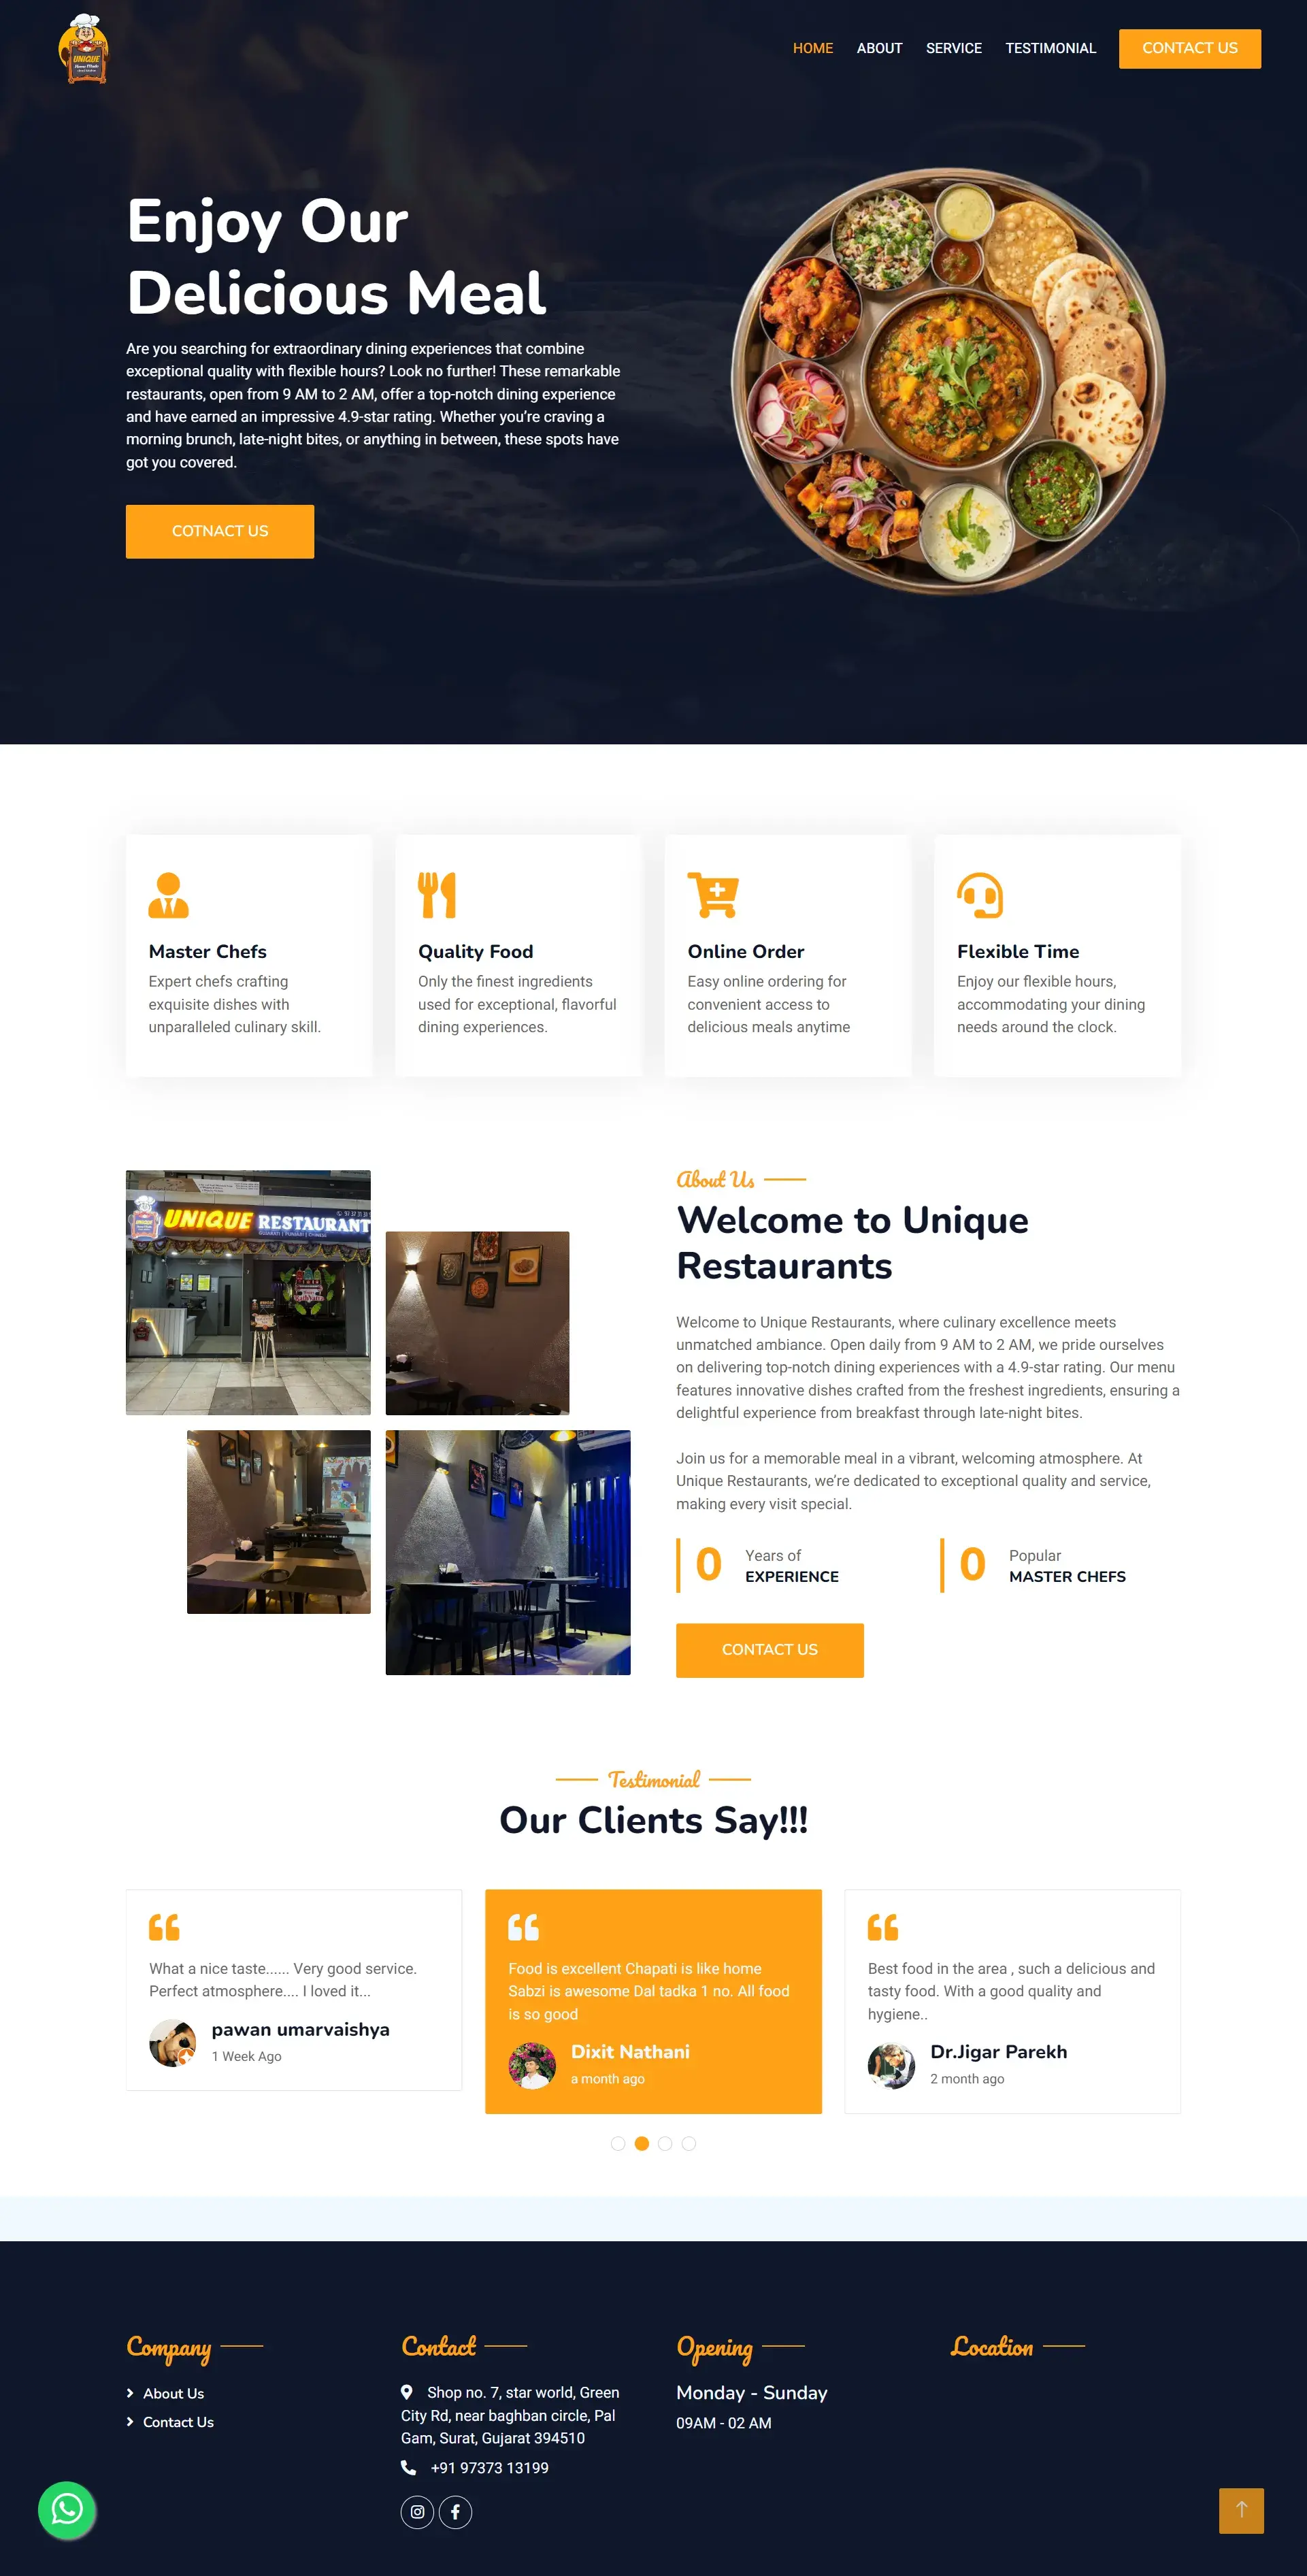 UNIQUE
HOME
ABOUT
SERVICE
TESTIMONIAL
CONTACT US
Enjoy Our
Delicious Meal
Are you searching for extraordinary dining experiences that combine
exceptional quality with flexible hours? Look no further! These remarkable
restaurants, open from 9 AM to 2 AM, offer a top-notch dining experience
and have earned an impressive 4.9-star rating. Whether you're craving a
morning brunch, late-night bites, or anything in between, these spots have
got you covered.
COTNACT US
Master Chefs
Expert chefs crafting
exquisite dishes with
unparalleled culinary skill.
Quality Food
Only the finest ingredients
used for exceptional, flavorful
dining experiences.
Online Order
Easy online ordering for
convenient access to
delicious meals anytime
Flexible Time
Enjoy our flexible hours,
accommodating your dining
needs around the clock.
UNIQUE RESTAURANT
GUJARATI | PUNJABI | CHINESE
About Us
Welcome to Unique
Restaurants
Welcome to Unique Restaurants, where culinary excellence meets
unmatched ambiance. Open daily from 9 AM to 2 AM, we pride ourselves
on delivering top-notch dining experiences with a 4.9-star rating. Our menu
features innovative dishes crafted from the freshest ingredients, ensuring a
delightful experience from breakfast through late-night bites.
Join us for a memorable meal in a vibrant, welcoming atmosphere. At
Unique Restaurants, we're dedicated to exceptional quality and service,
making every visit special.
0
Years of
EXPERIENCE
0
Popular
MASTER CHEFS
CONTACT US
Testimonial
Our Clients Say!!!
What a nice taste...... Very good service.
Perfect atmosphere.... I loved it...
pawan umarvaishya
1 Week Ago
Food is excellent Chapati is like home
Sabzi is awesome Dal tadka 1 no. All food
is so good
Dixit Nathani
a month ago
Best food in the area , such a delicious and
tasty food. With a good quality and
hygiene..
Dr.Jigar Parekh
2 month ago
Company
About Us
Contact Us
Contact
Shop no. 7, star world, Green
City Rd, near baghban circle, Pal
Gam, Surat, Gujarat 394510
+91 97373 13199
Opening
Monday - Sunday
09AM - 02 AM
Location